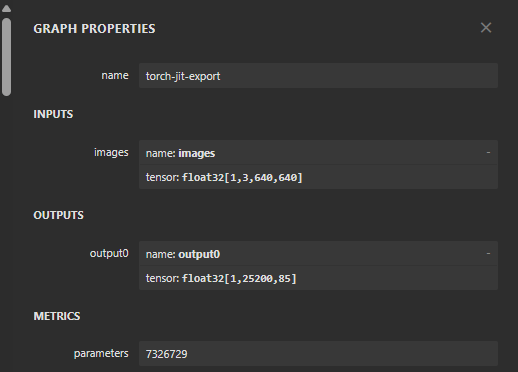 GRAPH PROPERTIES
name torch-jit-export
INPUTS
images name: images -
tensor: float32[1,3,640,640]
OUTPUTS
output0 name: output0 -
tensor: float32[1,25200,85]
METRICS
parameters 7326729